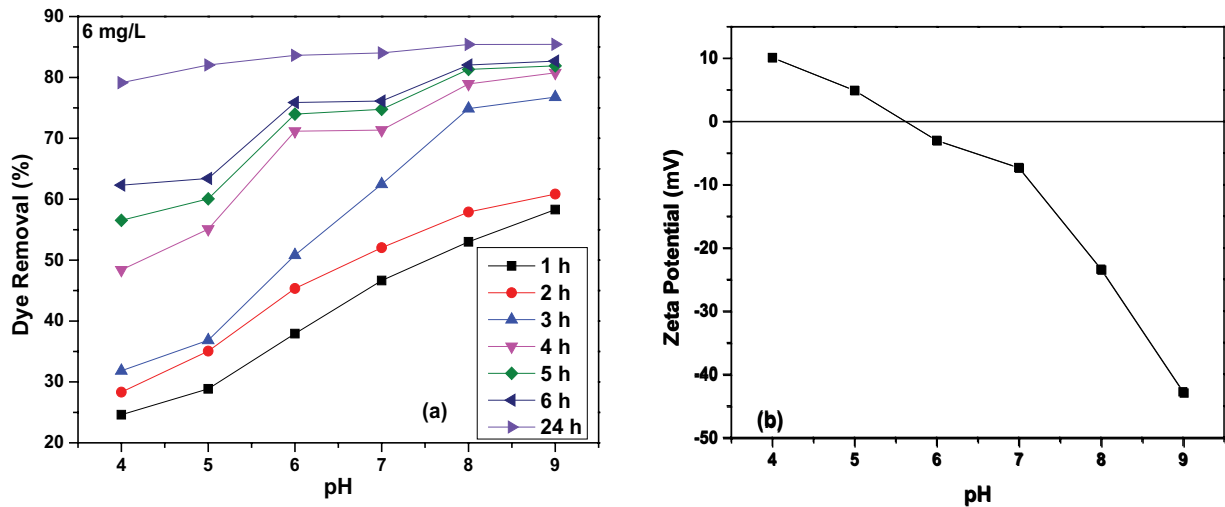 6 mg/L
90
80
70
60
50
40
30
20
Dye Removal (%)
4 5 6 7 8 9
pH
(a)
1 h
2 h
3 h
4 h
5 h
6 h
24 h
10
0
-10
-20
-30
-40
-50
Zeta Potential (mV)
(b)
4 5 6 7 8 9
pH